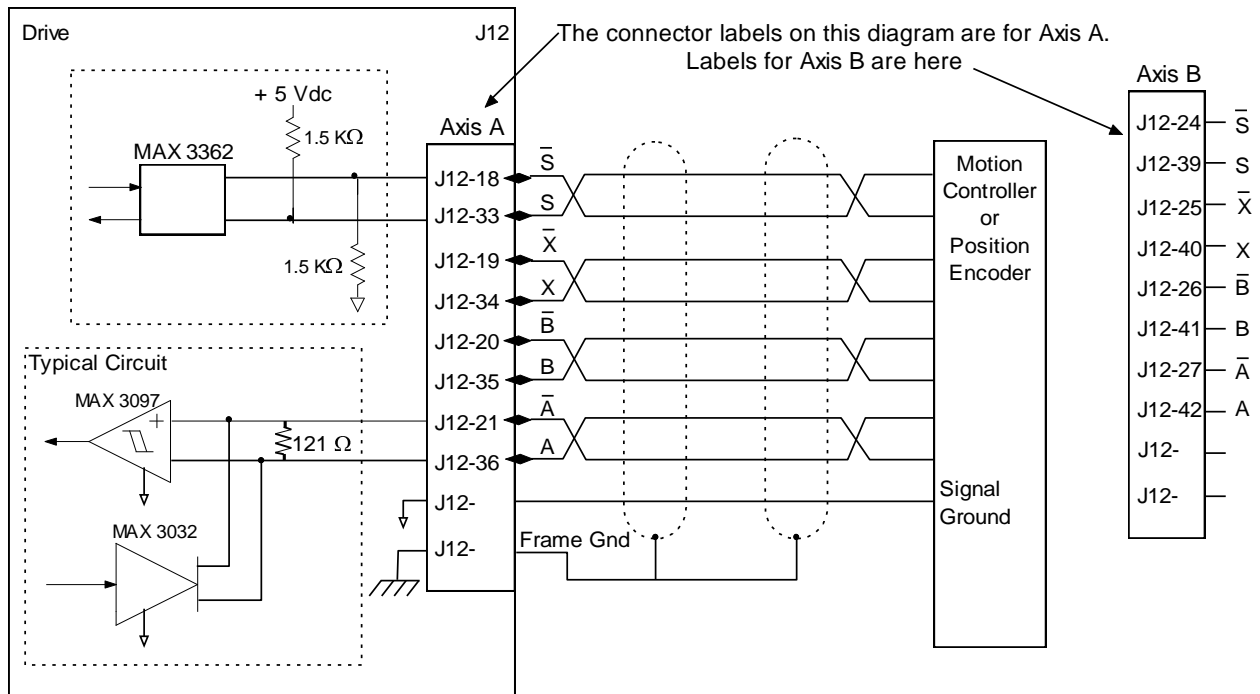 Drive
J12
The connector labels on this diagram are for Axis A.
Labels for Axis B are here
+ 5 Vdc
1.5 KΩ
MAX 3362
1.5 KΩ
Typical Circuit
MAX 3097
+
121 Ω
MAX 3032
Axis A
J12-18
J12-33
J12-19
J12-34
J12-20
J12-35
J12-21
J12-36
J12-
J12-
S̅
S
X̅
X
B̅
B
A̅
A
Frame Gnd
Motion
Controller
or
Position
Encoder
Signal
Ground
Axis B
J12-24 S̅
J12-39 S
J12-25 X̅
J12-40 X
J12-26 B̅
J12-41 B
J12-27 A̅
J12-42 A
J12-
J12-